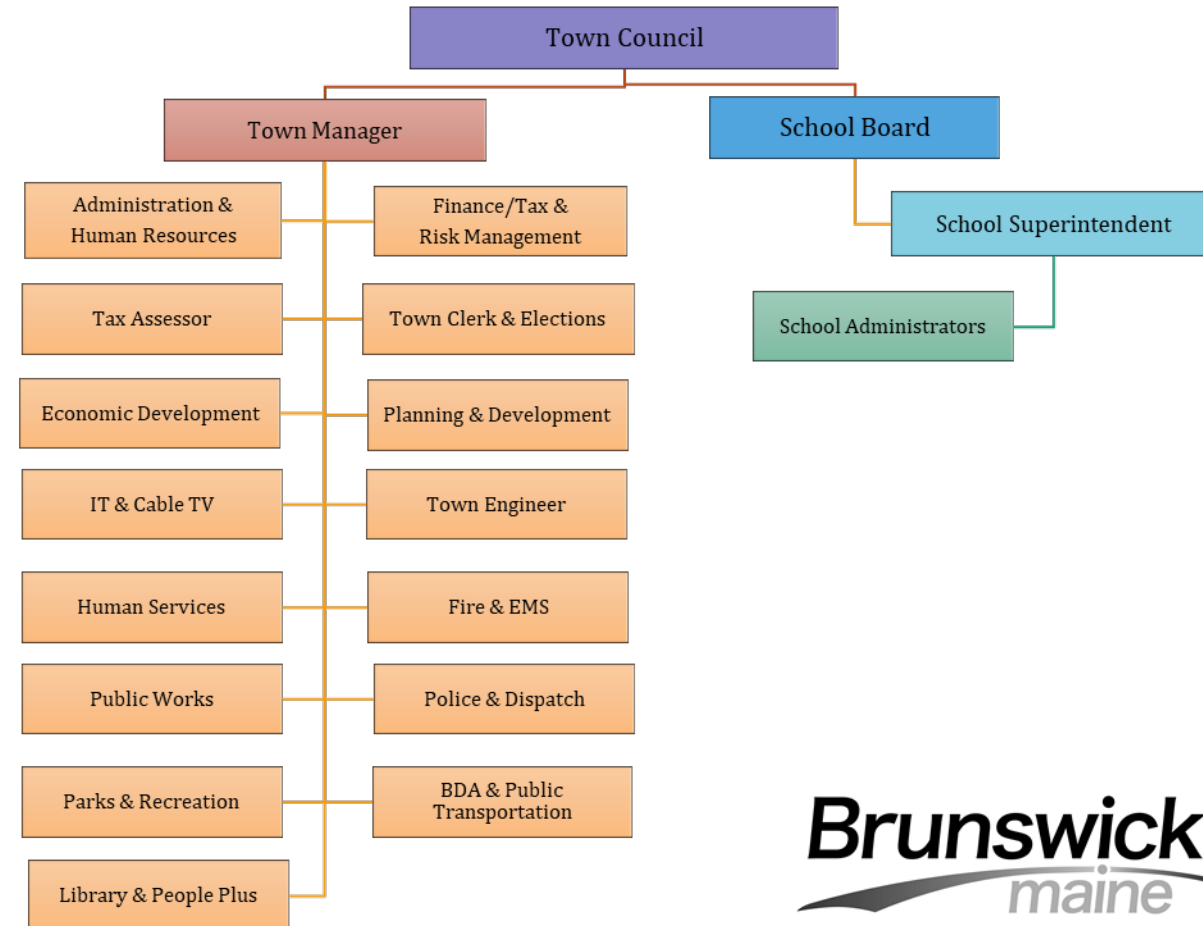 Town Council
Town Manager
School Board
Administration &
Human Resources
Finance/Tax &
Risk Management
School Superintendent
Tax Assessor
Town Clerk & Elections
School Administrators
Economic Development
Planning & Development
IT & Cable TV
Town Engineer
Human Services
Fire & EMS
Public Works
Police & Dispatch
Parks & Recreation
BDA & Public
Transportation
Library & People Plus
Brunswick
maine